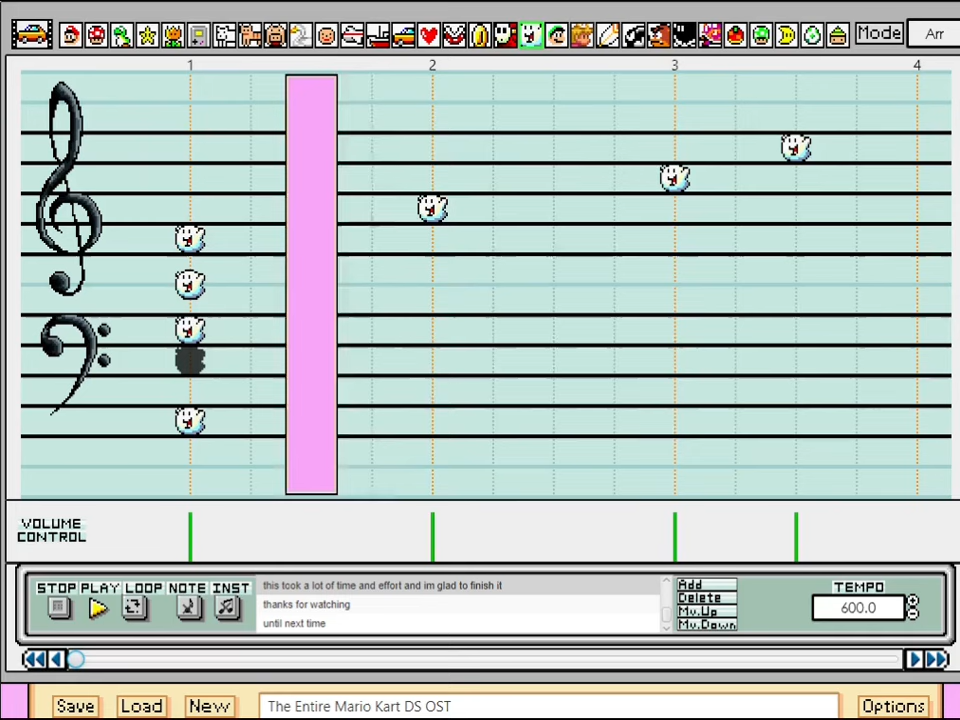 Mode Arr
1 2 3 4
VOLUME
CONTROL
STOP PLAY LOOP NOTE INST
this took a lot of time and effort and im glad to finish it
thanks for watching
until next time
Add
Delete
Mv.Up
Mv.Down
TEMPO
600.0
Save Load New The Entire Mario Kart DS OST Options